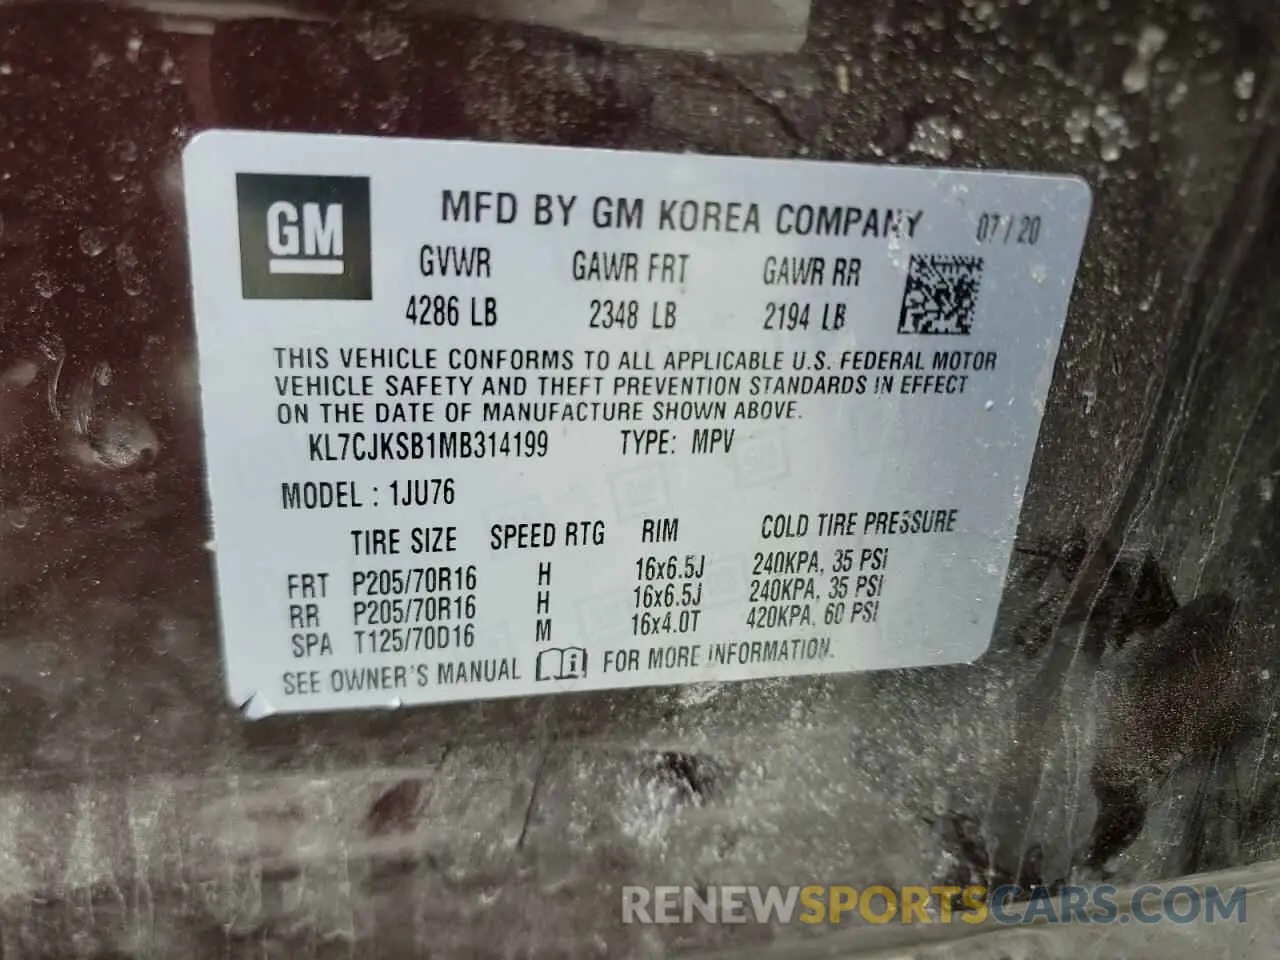 GM
MFD BY GM KOREA COMPANY 07/20
GVWR GAWR FRT GAWR RR
4286 LB 2348 LB 2194 LB
THIS VEHICLE CONFORMS TO ALL APPLICABLE U.S. FEDERAL MOTOR
VEHICLE SAFETY AND THEFT PREVENTION STANDARDS IN EFFECT
ON THE DATE OF MANUFACTURE SHOWN ABOVE.
KL7CJKSB1MB314199 TYPE: MPV
MODEL : 1JU76
TIRE SIZE SPEED RTG RIM COLD TIRE PRESSURE
FRT P205/70R16 H 16x6.5J 240KPA, 35 PSI
RR P205/70R16 H 16x6.5J 240KPA, 35 PSI
SPA T125/70D16 M 16x4.0T 420KPA, 60 PSI
SEE OWNER'S MANUAL i FOR MORE INFORMATION.
RENEWSPORTSCARS.COM